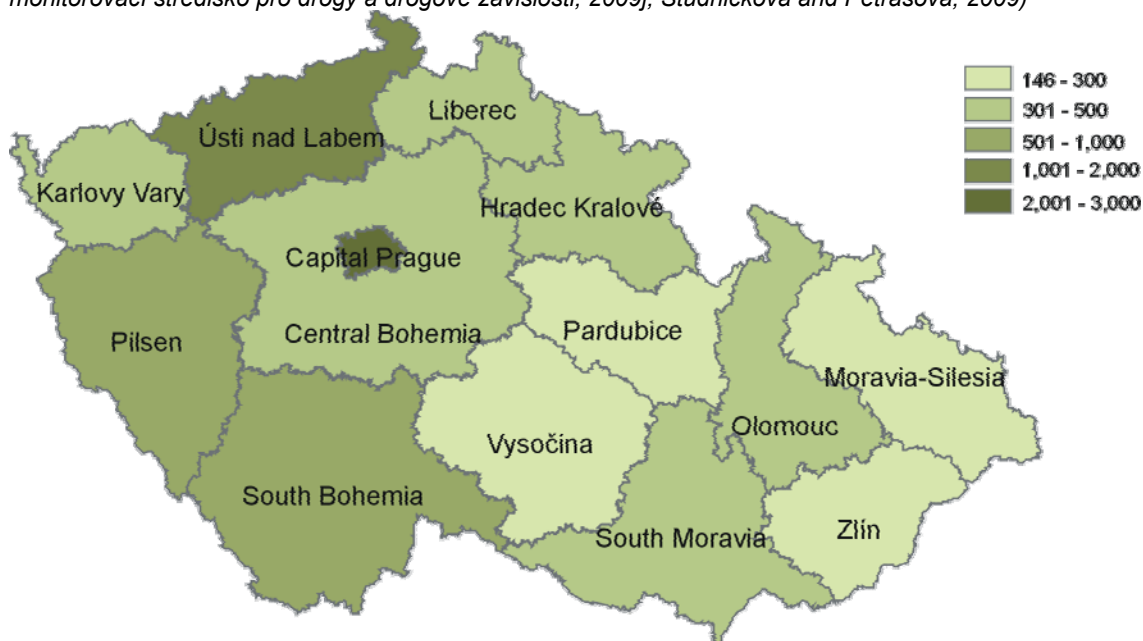 monitorovací středisko pro drogy a drogové závislosti, 2009j; Studničková and Petrášová, 2009)
146 - 300
301 - 500
501 - 1,000
1,001 - 2,000
2,001 - 3,000
Liberec
Ústi nad Labem
Karlovy Vary
Hradec Kralové
Capital Prague
Central Bohemia
Pardubice
Pilsen
Moravia-Silesia
Olomouc
Vysočína
South Bohemia
South Moravia
Zlín